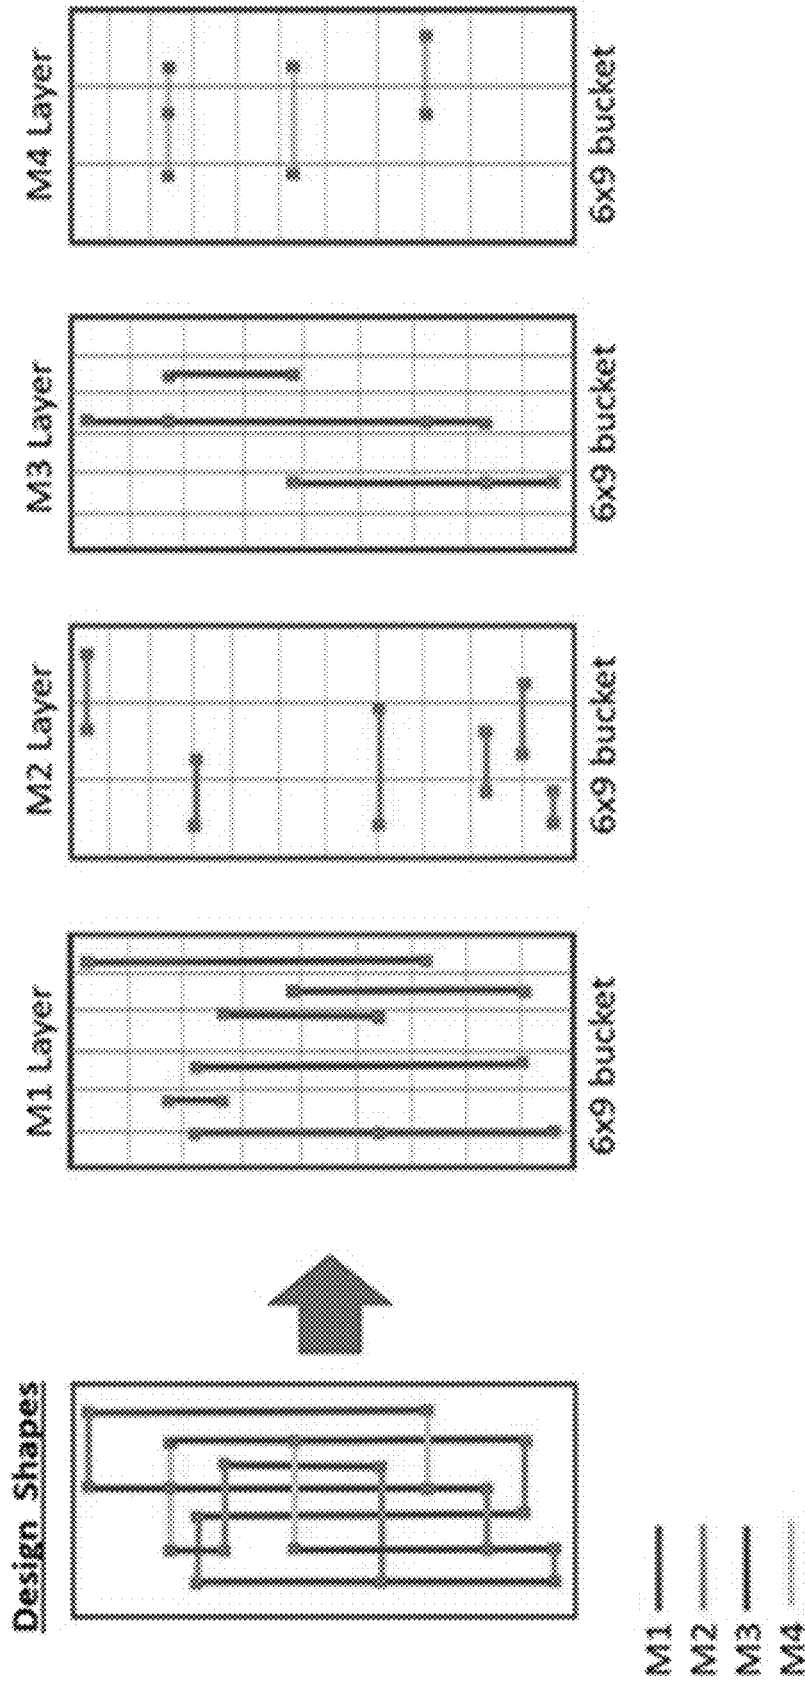 Design Shapes
M1 Layer
M2 Layer
M3 Layer
M4 Layer
6x9 bucket
6x9 bucket
6x9 bucket
6x9 bucket
M1
M2
M3
M4